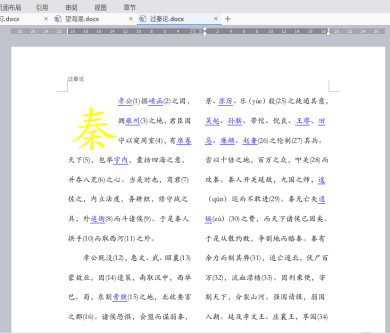 页面布局 引用 审阅 视图 章节
习.docx × 望海潮.docx × 过秦论.docx × +
过秦论
秦
孝公(1)据崤函(2)之固，
拥雍州(3)之地，君臣固
守以窥周室(4)，有席卷
天下(5)，包举宇内，囊括四海之意，
并吞八荒(6)之心。当是时也，商君(7)
佐之，内立法度，务耕织，修守战之
具；外连衡(8)而斗诸侯(9)。于是秦人
拱手(10)而取西河(11)之外。
孝公既没(12)，惠文、武、昭襄(13)
蒙故业，因(14)遗策，南取汉中，西举
巴、蜀，东割膏腴(15)之地，北收要害
之郡(16)。诸侯恐惧，会盟而谋弱秦，
景、苏厉、乐（yuè）毅(25)之徒通其意，
吴起、孙膑、带佗、倪良、王廖、田
忌、廉颇、赵奢(26)之伦制(27)其兵。
尝以十倍之地，百万之众，叩关(28)而
攻秦。秦人开关延敌，九国之师，逡
（qūn）巡而不敢进(29)。秦无亡矢遗
镞(zú）(30)之费，而天下诸侯已困矣。
于是从散约败，争割地而赂秦。秦有
余力而制其弊(31)，追亡逐北，伏尸百
万(32)，流血漂橹(33)。因利乘便，宰
割天下，分裂山河。强国请服，弱国
入朝。延及孝文王、庄襄王，享国(34)